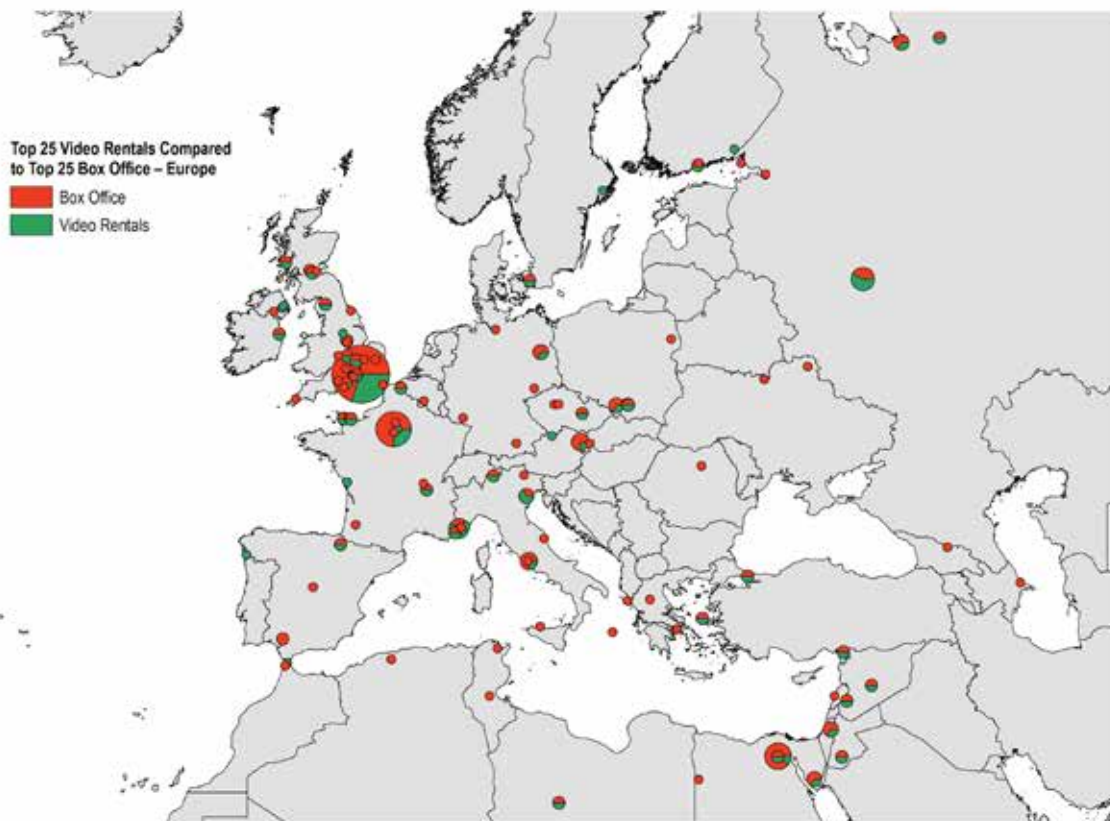 Top 25 Video Rentals Compared
to Top 25 Box Office – Europe
Box Office
Video Rentals